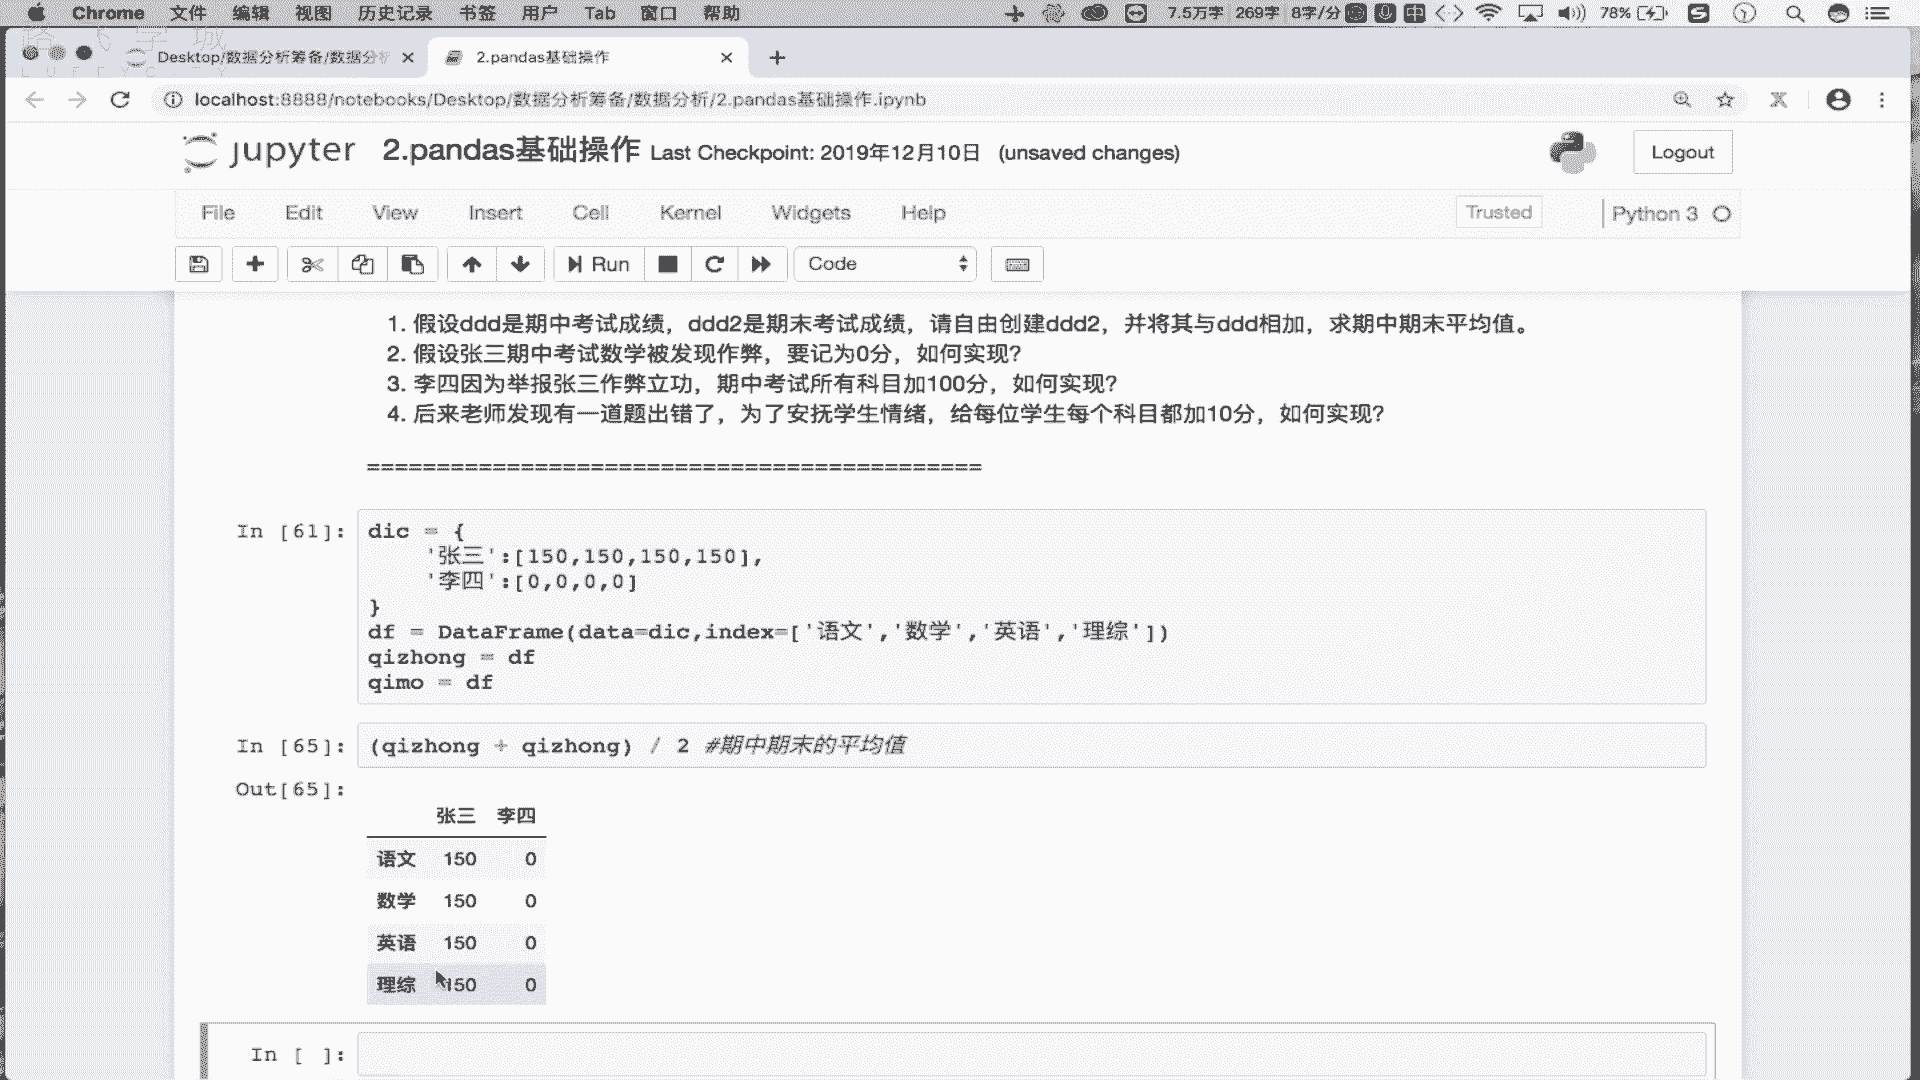 Chrome 文件 编辑 视图 历史记录 书签 用户 Tab 窗口 帮助 7.5万字 269字 8字/分 中 78%
Desktop/数据分析筹备/数据分析
2.pandas基础操作
localhost:8888/notebooks/Desktop/数据分析筹备/数据分析/2.pandas基础操作.ipynb
jupyter 2.pandas基础操作 Last Checkpoint: 2019年12月10日 (unsaved changes)
Logout
File Edit View Insert Cell Kernel Widgets Help Trusted Python 3
Run Code
1. 假设ddd是期中考试成绩，ddd2是期末考试成绩，请自由创建ddd2，并将其与ddd相加，求期中期末平均值。
2. 假设张三期中考试数学被发现作弊，要记为0分，如何实现？
3. 李四因为举报张三作弊立功，期中考试所有科目加100分，如何实现？
4. 后来老师发现有一道题出错了，为了安抚学生情绪，给每位学生每个科目都加10分，如何实现？
============================================
In [61]: dic = {
'张三':[150,150,150,150],
'李四':[0,0,0,0]
}
df = DataFrame(data=dic,index=['语文','数学','英语','理综'])
qizhong = df
qimo = df
In [65]: (qizhong + qizhong) / 2 #期中期末的平均值
Out[65]:
张三 李四
语文 150 0
数学 150 0
英语 150 0
理综 150 0
In [ ]: